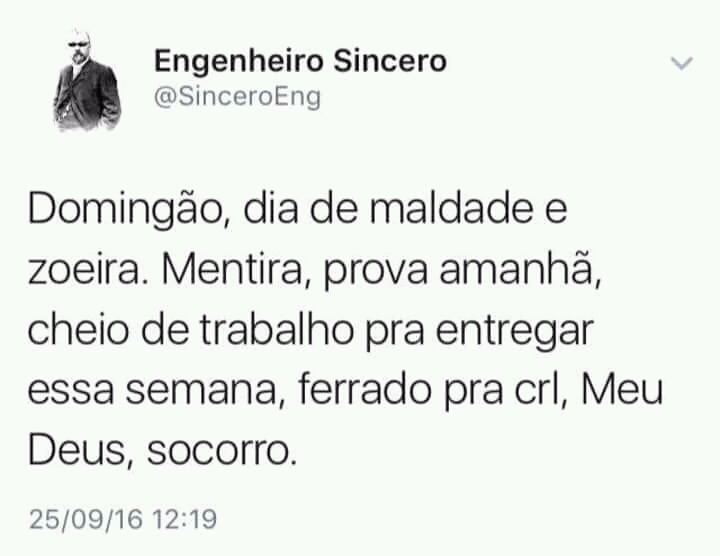 Engenheiro Sincero
@SinceroEng
Domingão, dia de maldade e
zoeira. Mentira, prova amanhã,
cheio de trabalho pra entregar
essa semana, ferrado pra crl, Meu
Deus, socorro.
25/09/16 12:19